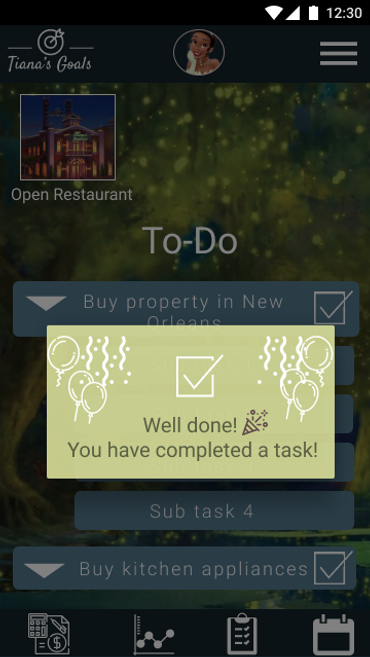 12:30
Tiana's Goals
Open Restaurant
To-Do
Buy property in New
Orleans
Well done!
You have completed a task!
Sub task 4
Buy kitchen appliances